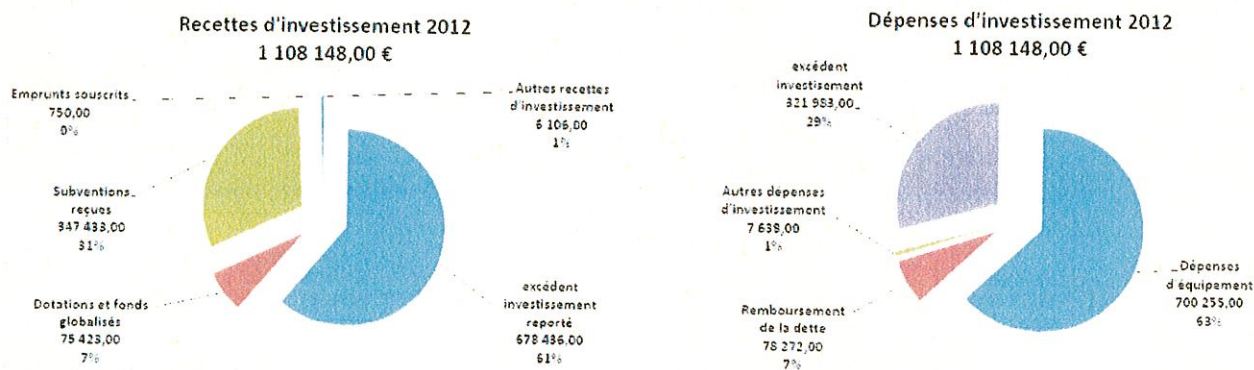 Recettes d'investissement 2012
1 108 148,00 €
Emprunts souscrits
750,00
0%
Autres recettes
d'investissement
6 106,00
1%
Subventions
reçues
347 433,00
31%
Dotations et fonds
globalisés
75 423,00
7%
excédent
investissement
reporté
678 436,00
61%
Dépenses d'investissement 2012
1 108 148,00 €
excédent
investisement
321 983,00
29%
Autres dépenses
d'investissement
7 638,00
1%
Remboursement
de la dette
78 272,00
7%
Dépenses
d'équipement
700 255,00
63%